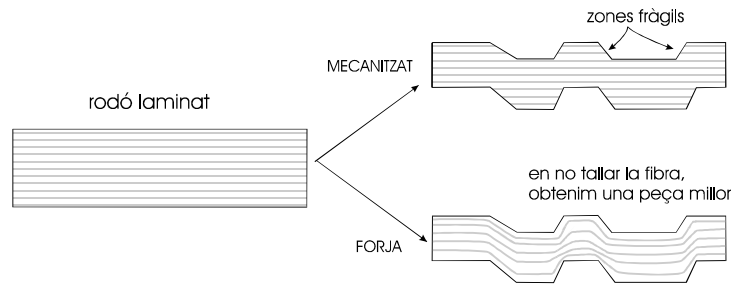 zones fràgils
MECANITZAT
rodó laminat
en no tallar la fibra,
obtenim una peça millor
FORJA